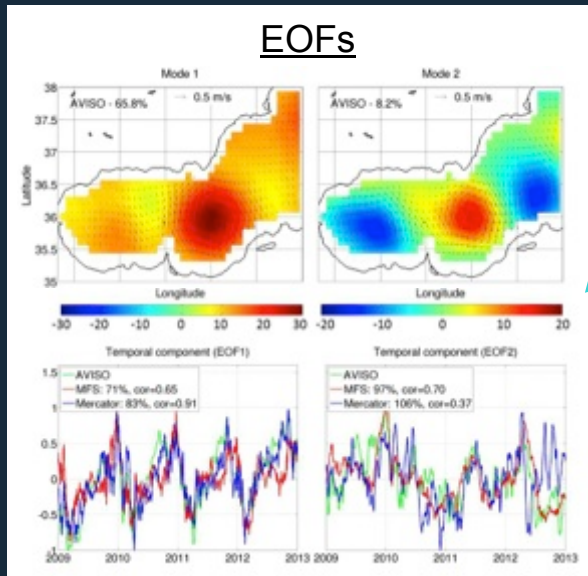 EOFs
Mode 1
Mode 2
AVISO - 65.8%
0.5 m/s
AVISO - 8.2%
0.5 m/s
Latitude
38
37.5
37
36.5
36
35.5
35
Longitude
Longitude
-30 -20 -10 0 10 20 30
-20 -10 0 10 20
Temporal component (EOF1)
Temporal component (EOF2)
1.5
1
0.5
0
-0.5
-1
AVISO
MFS: 71%, cor=0.65
Mercator: 83%, cor=0.91
AVISO
MFS: 97%, cor=0.70
Mercator: 106%, cor=0.37
2009 2010 2011 2012 2013
2009 2010 2011 2012 2013